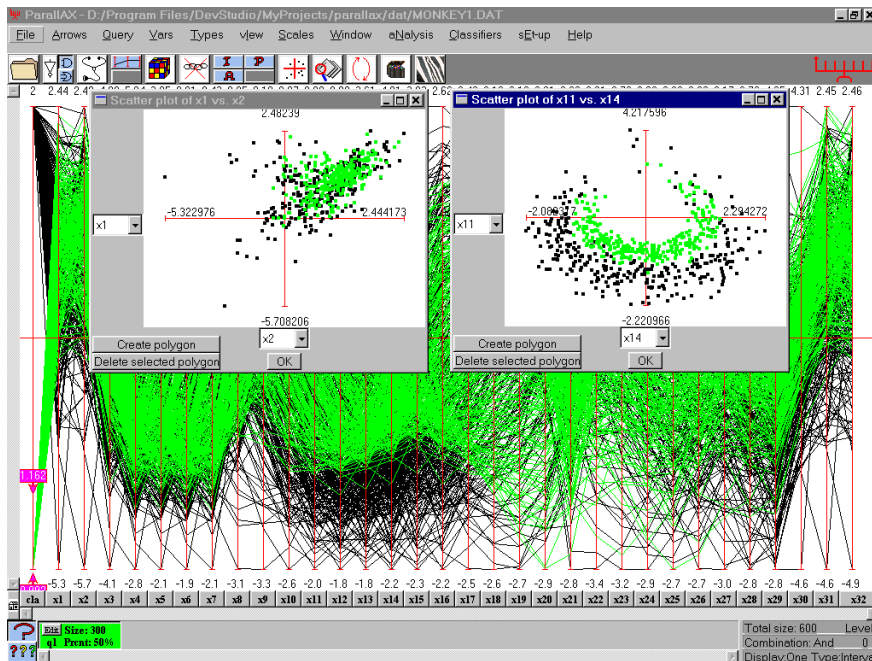 ParallAX - D:/Program Files/DevStudio/MyProjects/parallax/dat/MONKEY1.DAT
File Arrows Query Vars Types vIew Scales Window aNalysis Classifiers sEt-up Help
I P
A
2 2.44
2.62
4.31 2.45 2.46
Scatter plot of x1 vs. x2
2.48239
-5.322976
2.444173
x1
-5.708206
x2
Create polygon
Delete selected polygon
OK
Scatter plot of x11 vs. x14
4.217596
2.294272
x11
-2.220966
x14
Create polygon
Delete selected polygon
OK
1.162
-5.3 -5.7 -4.1 -2.8 -2.1 -1.9 -2.1 -3.1 -3.3 -2.6 -2.0 -1.8 -1.8 -2.2 -2.3 -2.2 -2.5 -2.7 -2.9 -2.8 -3.4 -3.2 -2.9 -2.7 -2.7 -2.8 -2.8 -4.6 -4.6 -4.9
cla x1 x2 x3 x4 x5 x6 x7 x8 x9 x10 x11 x12 x13 x14 x15 x16 x17 x18 x19 x20 x21 x22 x23 x24 x25 x26 x27 x28 x29 x30 x31 x32
Size: 300
q1 Prcnt: 50%
Total size: 600 Level
Combination: And 0
Display:One Type:Interva
? ???